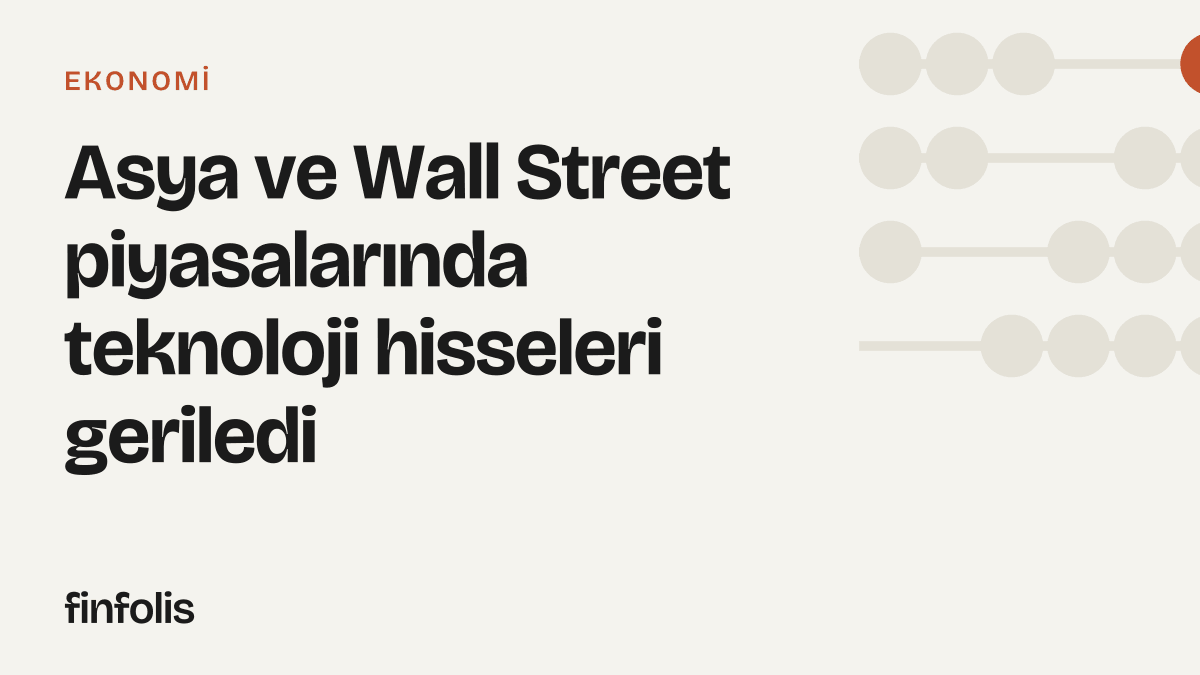 EKONOMİ
Asya ve Wall Street
piyasalarında
teknoloji hisseleri
geriledi
finfolis